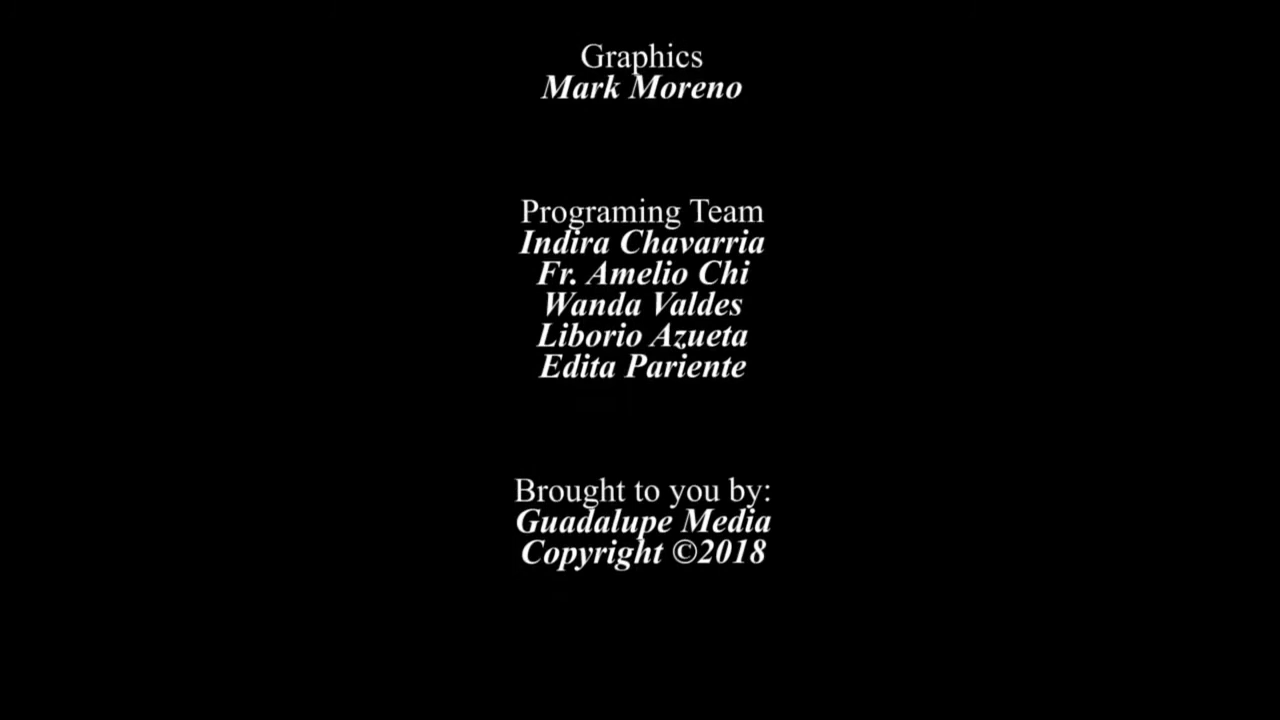 Graphics
Mark Moreno
Programing Team
Indira Chavarria
Fr. Amelio Chi
Wanda Valdes
Liborio Azueta
Edita Pariente
Brought to you by:
Guadalupe Media
Copyright ©2018